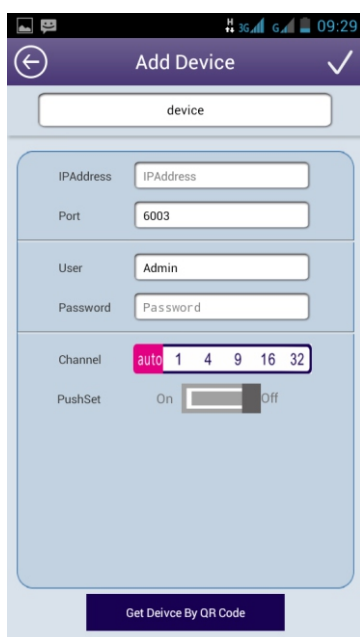 H 3G G 09:29
Add Device
device
IPAddress IPAddress
Port 6003
User Admin
Password Password
Channel auto 1 4 9 16 32
PushSet On Off
Get Deivce By QR Code